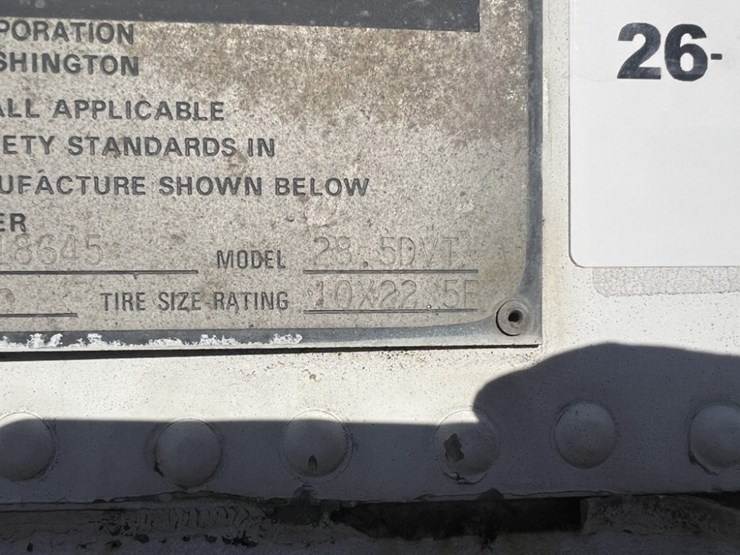 PORATION
SHINGTON
ALL APPLICABLE
ETY STANDARDS IN
UFACTURE SHOWN BELOW
ER
18645 MODEL 28.5DVT
TIRE SIZE RATING 10X22.5F
26-